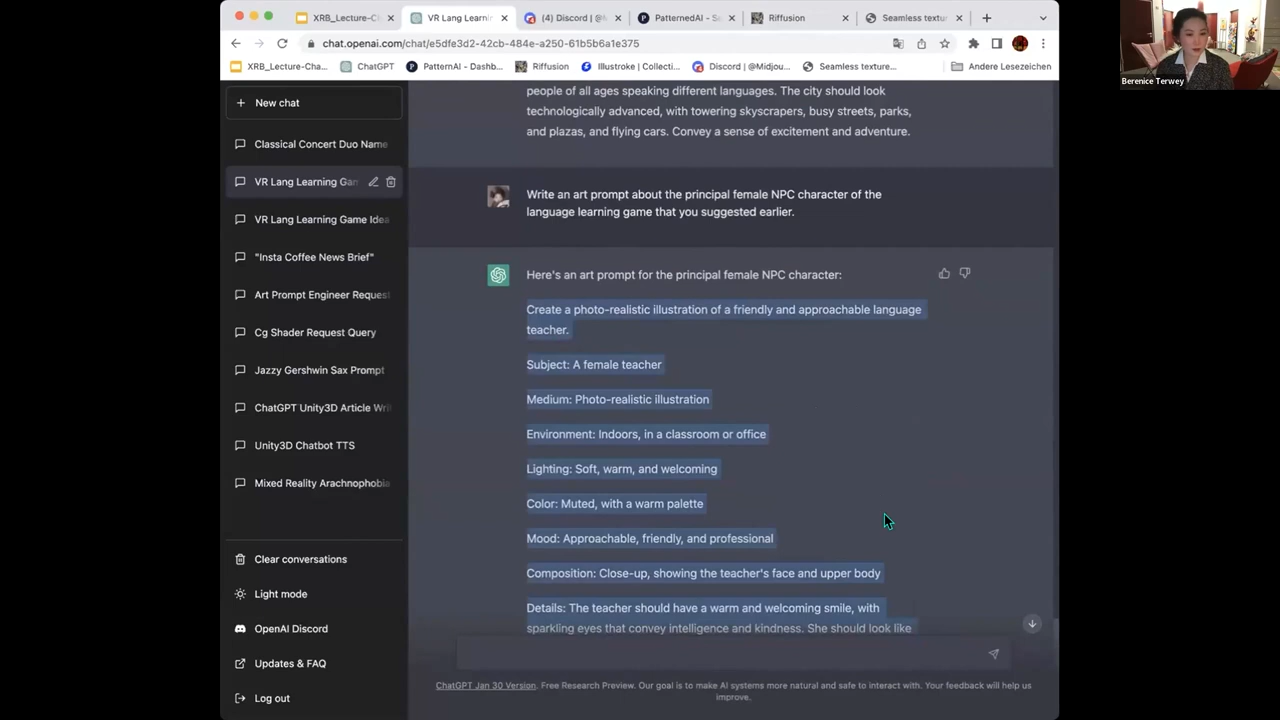 XRB_Lecture-C
VR Lang Learnin
(4) Discord | @M
PatternedAI - S
Riffusion
Seamless textur
chat.openai.com/chat/e5dfe3d2-42cb-484e-a250-61b5b6a1e375
XRB_Lecture-Cha...
ChatGPT
PatternAI - Dashb...
Riffusion
Illustroke | Collecti...
Discord | @Midjou...
Seamless texture...
Andere Lesezeichen
Berenice Terwey
New chat
Classical Concert Duo Name
VR Lang Learning Gam
VR Lang Learning Game Idea
"Insta Coffee News Brief"
Art Prompt Engineer Request
Cg Shader Request Query
Jazzy Gershwin Sax Prompt
ChatGPT Unity3D Article Wri
Unity3D Chatbot TTS
Mixed Reality Arachnophobia
Clear conversations
Light mode
OpenAI Discord
Updates & FAQ
Log out
people of all ages speaking different languages. The city should look
technologically advanced, with towering skyscrapers, busy streets, parks,
and plazas, and flying cars. Convey a sense of excitement and adventure.
Write an art prompt about the principal female NPC character of the
language learning game that you suggested earlier.
Here's an art prompt for the principal female NPC character:
Create a photo-realistic illustration of a friendly and approachable language
teacher.
Subject: A female teacher
Medium: Photo-realistic illustration
Environment: Indoors, in a classroom or office
Lighting: Soft, warm, and welcoming
Color: Muted, with a warm palette
Mood: Approachable, friendly, and professional
Composition: Close-up, showing the teacher's face and upper body
Details: The teacher should have a warm and welcoming smile, with
sparkling eyes that convey intelligence and kindness. She should look like
ChatGPT Jan 30 Version. Free Research Preview. Our goal is to make AI systems more natural and safe to interact with. Your feedback will help us
improve.